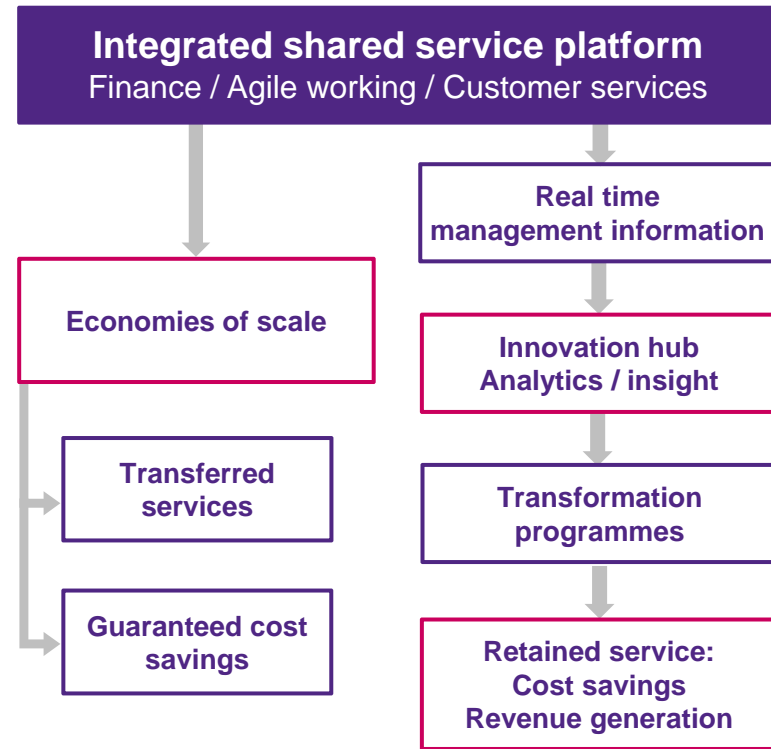 Integrated shared service platform
Finance / Agile working / Customer services
Economies of scale
Transferred
services
Guaranteed cost
savings
Real time
management information
Innovation hub
Analytics / insight
Transformation
programmes
Retained service:
Cost savings
Revenue generation